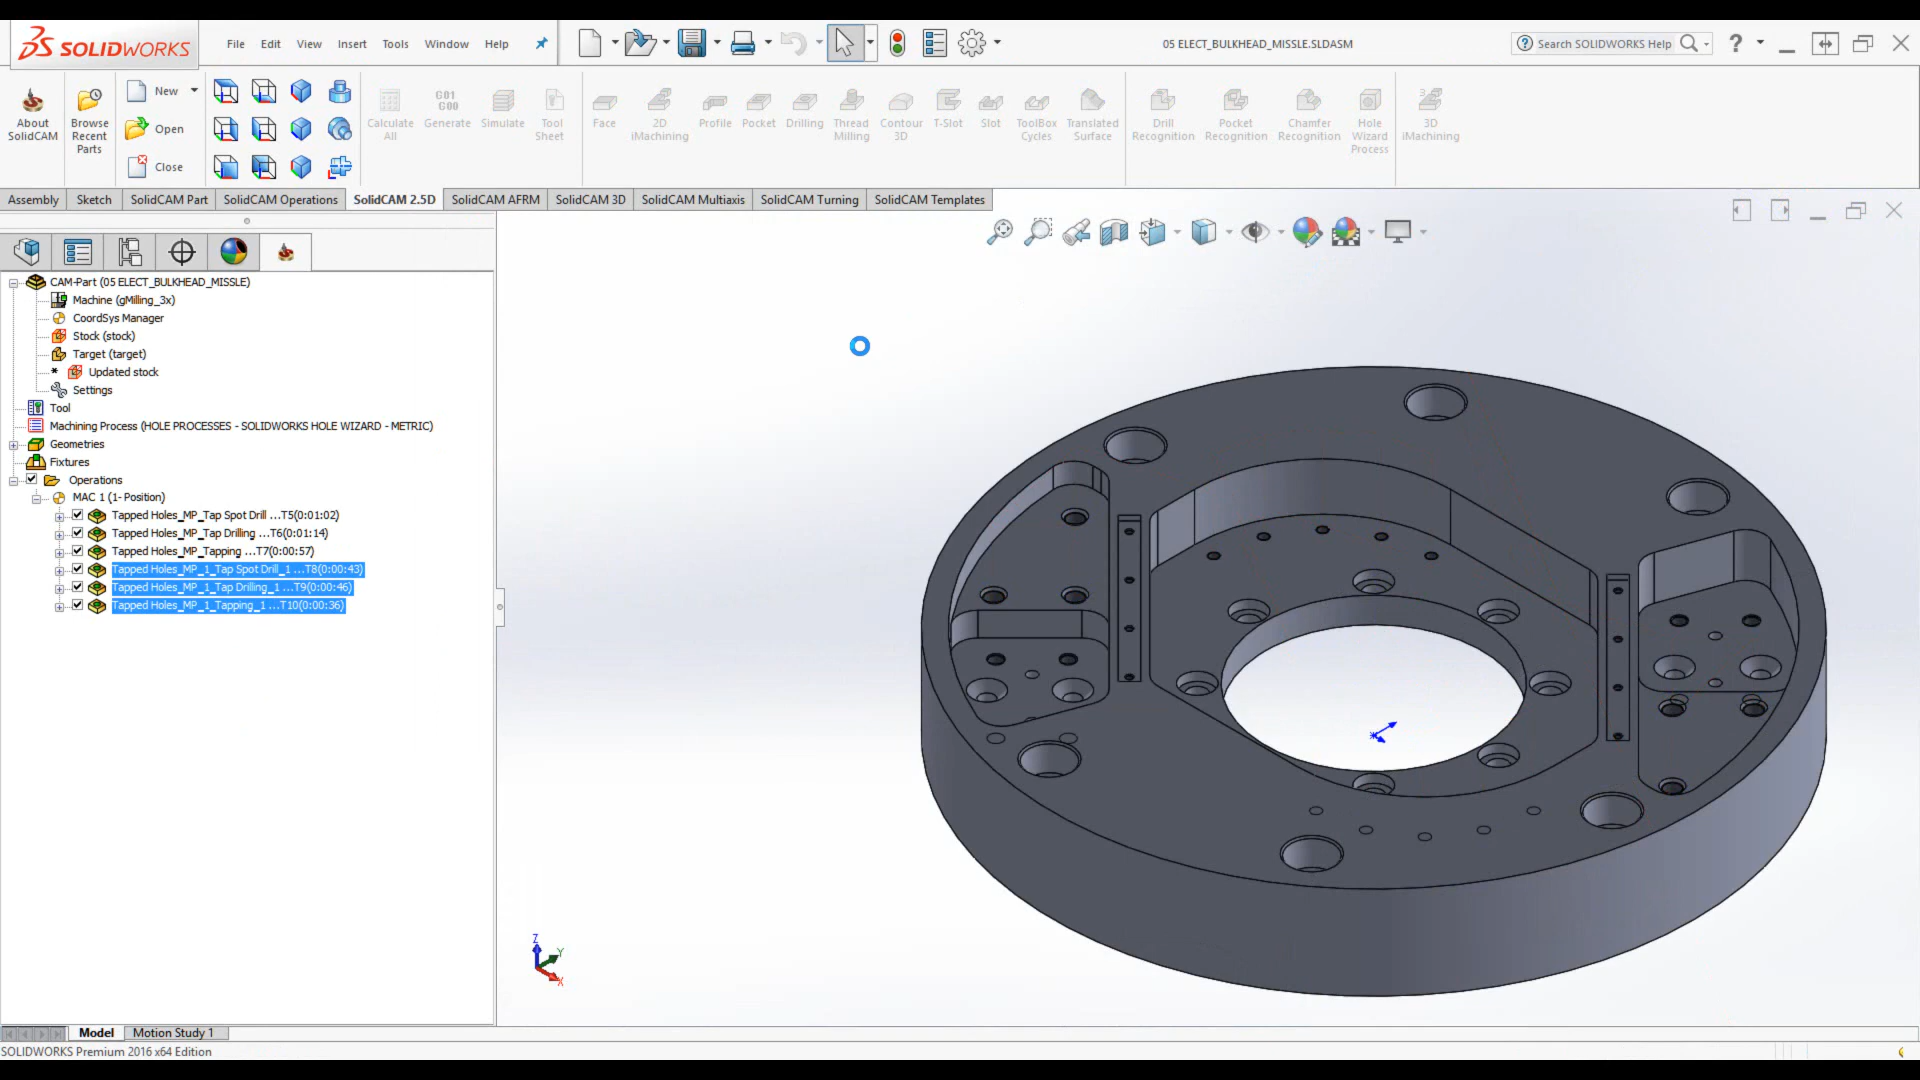 SOLIDWORKS
File Edit View Insert Tools Window Help
05 ELECT_BULKHEAD_MISSLE.SLDASM
Search SOLIDWORKS Help
?
About SolidCAM
Browse Recent Parts
New
Open
Close
Calculate All
G01 G00
Generate
Simulate
Tool Sheet
Face
2D iMachining
Profile
Pocket
Drilling
Thread Milling
Contour 3D
T-Slot
Slot
ToolBox Cycles
Translated Surface
Drill Recognition
Pocket Recognition
Chamfer Recognition
Hole Wizard Process
3D iMachining
Assembly Sketch SolidCAM Part SolidCAM Operations SolidCAM 2.5D SolidCAM AFRM SolidCAM 3D SolidCAM Multiaxis SolidCAM Turning SolidCAM Templates
CAM-Part (05 ELECT_BULKHEAD_MISSLE)
Machine (gMilling_3x)
CoordSys Manager
Stock (stock)
Target (target)
* Updated stock
Settings
Tool
Machining Process (HOLE PROCESSES - SOLIDWORKS HOLE WIZARD - METRIC)
Geometries
Fixtures
Operations
MAC 1 (1- Position)
Tapped Holes_MP_Tap Spot Drill ...T5(0:01:02)
Tapped Holes_MP_Tap Drilling ...T6(0:01:14)
Tapped Holes_MP_Tapping ...T7(0:00:57)
Tapped Holes_MP_1_Tap Spot Drill_1 ...T8(0:00:43)
Tapped Holes_MP_1_Tap Drilling_1 ...T9(0:00:46)
Tapped Holes_MP_1_Tapping_1 ...T10(0:00:36)
Z
Y
X
Model Motion Study 1
SOLIDWORKS Premium 2016 x64 Edition